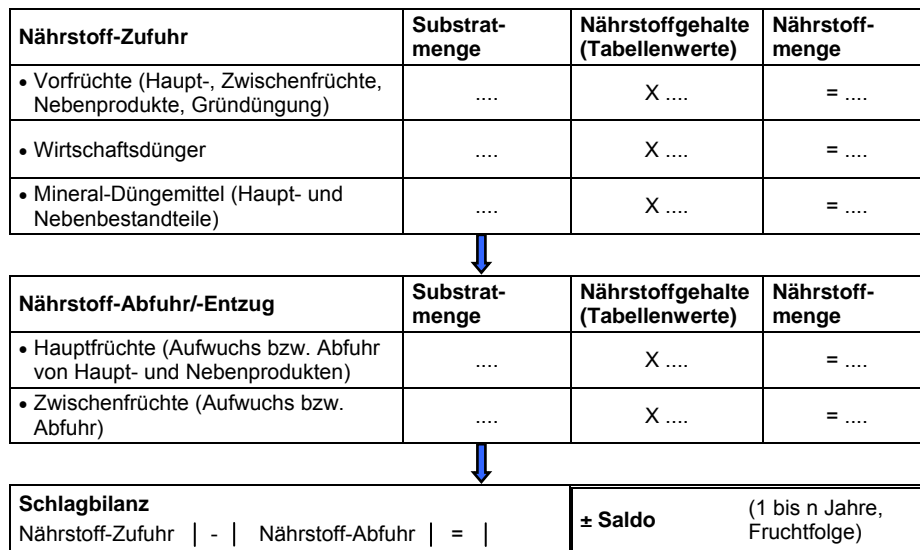 Nährstoff-Zufuhr Substrat- Nährstoffgehalte Nährstoff-
menge (Tabellenwerte) menge
• Vorfrüchte (Haupt-, Zwischenfrüchte,
Nebenprodukte, Gründüngung) .... X .... = ....
• Wirtschaftsdünger .... X .... = ....
• Mineral-Düngemittel (Haupt- und
Nebenbestandteile) .... X .... = ....
Nährstoff-Abfuhr/-Entzug Substrat- Nährstoffgehalte Nährstoff-
menge (Tabellenwerte) menge
• Hauptfrüchte (Aufwuchs bzw. Abfuhr
von Haupt- und Nebenprodukten) .... X .... = ....
• Zwischenfrüchte (Aufwuchs bzw.
Abfuhr) .... X .... = ....
Schlagbilanz
Nährstoff-Zufuhr | - | Nährstoff-Abfuhr | = |
± Saldo (1 bis n Jahre,
Fruchtfolge)